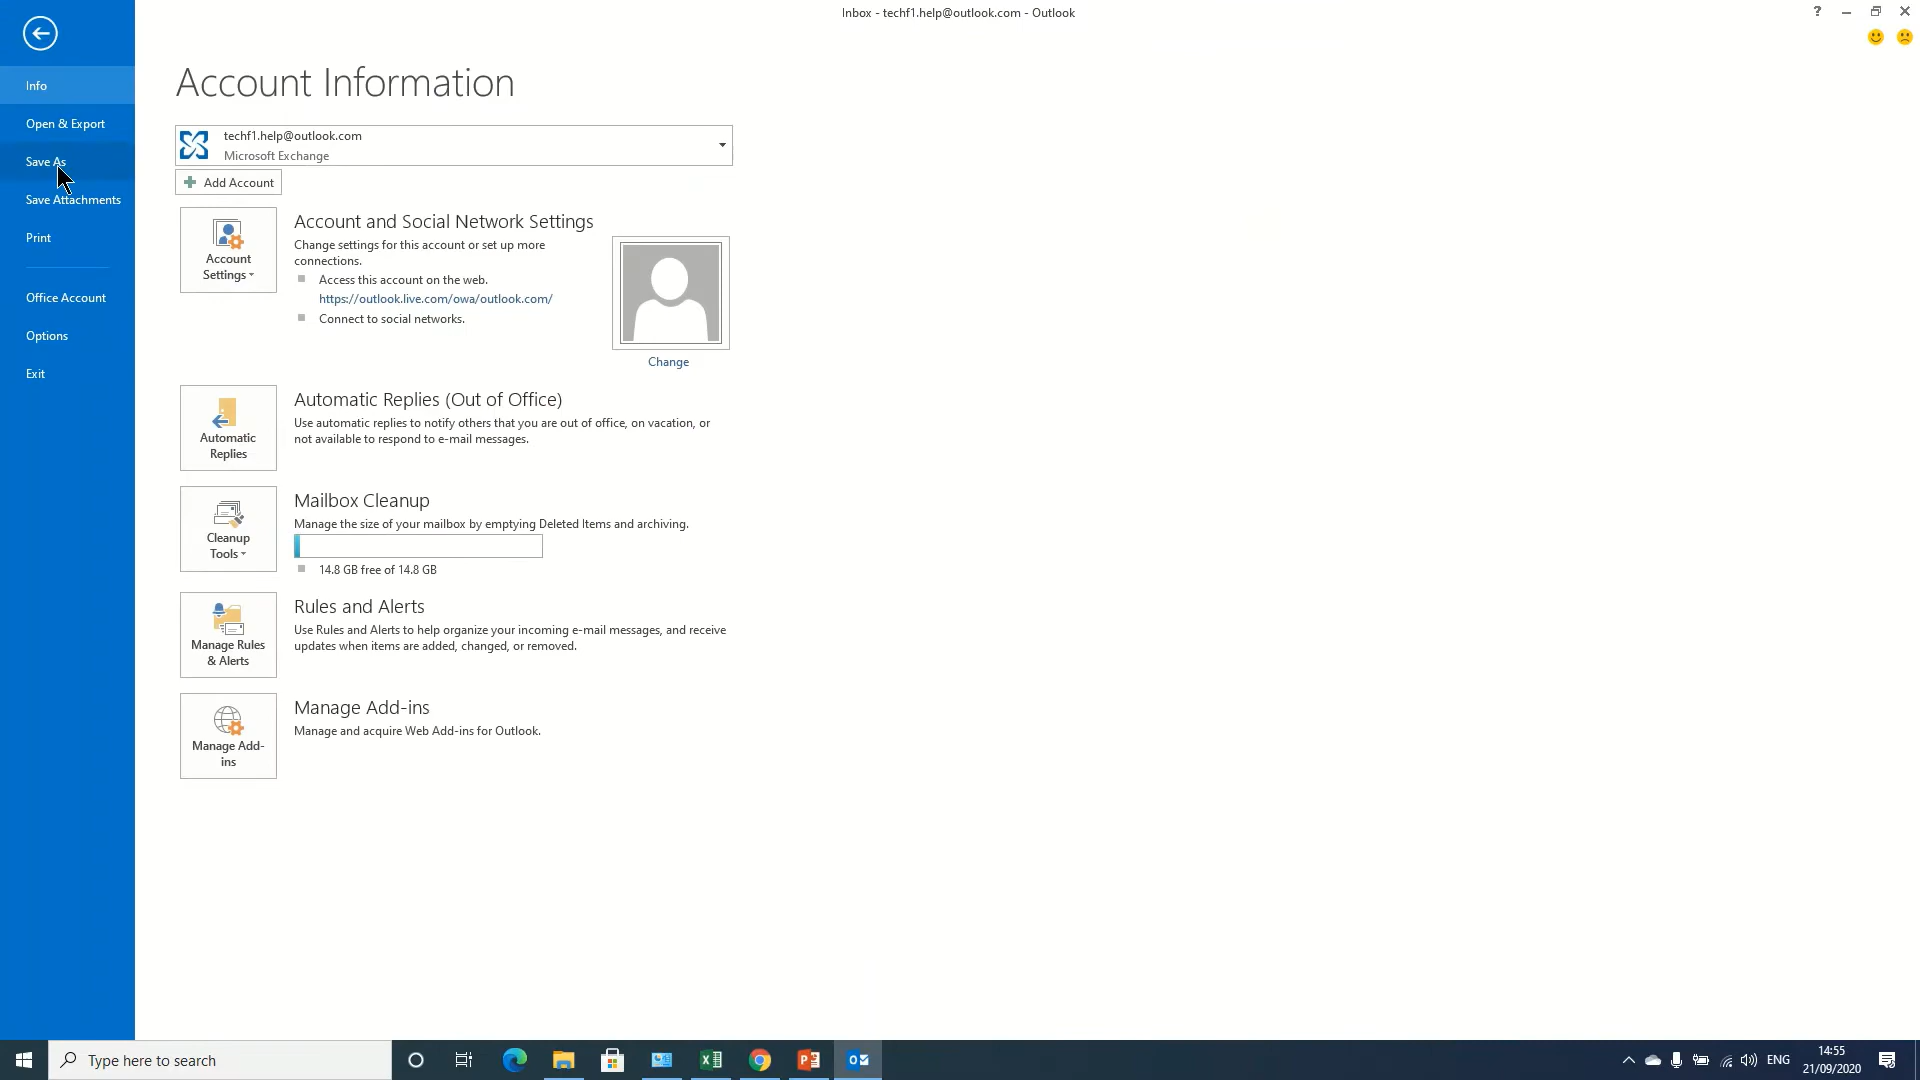 Inbox - techf1.help@outlook.com - Outlook
?
Info
Open & Export
Save As
Save Attachments
Print
Office Account
Options
Exit
Account Information
techf1.help@outlook.com
Microsoft Exchange
Add Account
Account
Settings
Account and Social Network Settings
Change settings for this account or set up more
connections.
Access this account on the web.
https://outlook.live.com/owa/outlook.com/
Connect to social networks.
Change
Automatic
Replies
Automatic Replies (Out of Office)
Use automatic replies to notify others that you are out of office, on vacation, or
not available to respond to e-mail messages.
Cleanup
Tools
Mailbox Cleanup
Manage the size of your mailbox by emptying Deleted Items and archiving.
14.8 GB free of 14.8 GB
Manage Rules
& Alerts
Rules and Alerts
Use Rules and Alerts to help organize your incoming e-mail messages, and receive
updates when items are added, changed, or removed.
Manage Add-
ins
Manage Add-ins
Manage and acquire Web Add-ins for Outlook.
Type here to search
ENG
14:55
21/09/2020